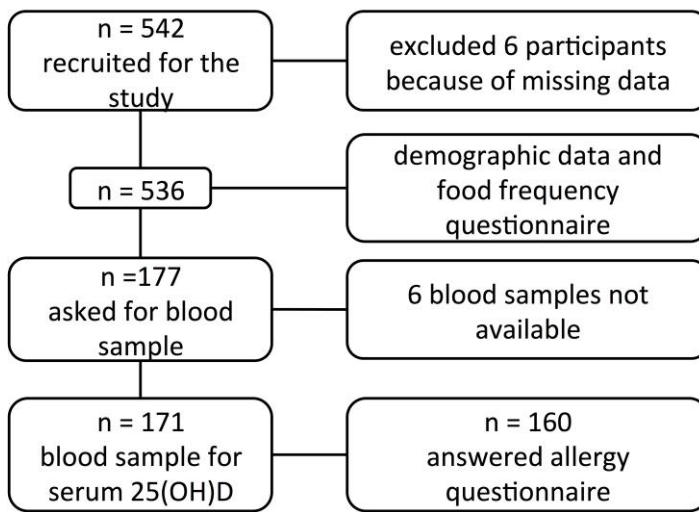 n = 542
recruited for the
study
excluded 6 participants
because of missing data
n = 536
demographic data and
food frequency
questionnaire
n =177
asked for blood
sample
6 blood samples not
available
n = 171
blood sample for
serum 25(OH)D
n = 160
answered allergy
questionnaire